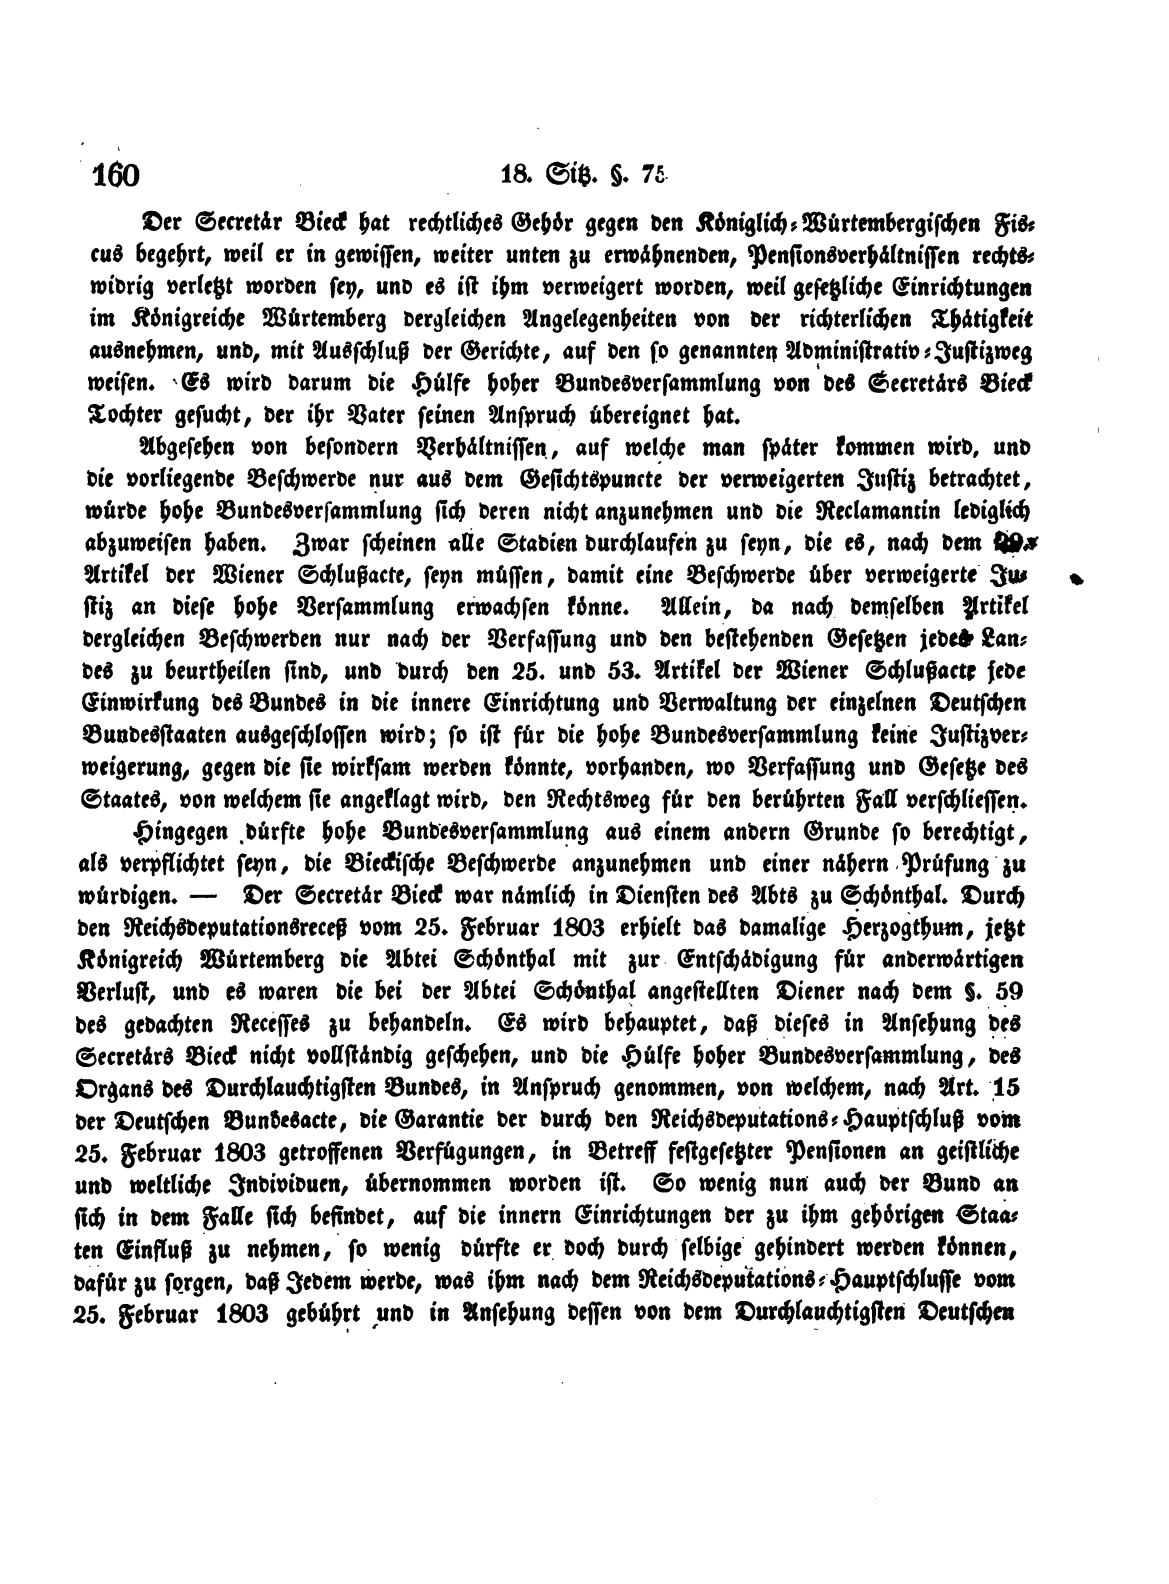 160 18. Sitz. §. 75
Der Secretär Bieck hat rechtliches Gehör gegen den Königlich-Würtembergischen Fis-
cus begehrt, weil er in gewissen, weiter unten zu erwähnenden, Pensionsverhältnissen rechts-
widrig verletzt worden sey, und es ist ihm verweigert worden, weil gesetzliche Einrichtungen
im Königreiche Würtemberg dergleichen Angelegenheiten von der richterlichen Thätigkeit
ausnehmen, und, mit Ausschluß der Gerichte, auf den so genannten Administrativ-Justizweg
weisen. Es wird darum die Hülfe hoher Bundesversammlung von des Secretärs Bieck
Tochter gesucht, der ihr Vater seinen Anspruch übereignet hat.
Abgesehen von besondern Verhältnissen, auf welche man später kommen wird, und
die vorliegende Beschwerde nur aus dem Gesichtspuncte der verweigerten Justiz betrachtet,
würde hohe Bundesversammlung sich deren nicht anzunehmen und die Reclamantin lediglich
abzuweisen haben. Zwar scheinen alle Stadien durchlaufen zu seyn, die es, nach dem 29.
Artikel der Wiener Schlußacte, seyn müssen, damit eine Beschwerde über verweigerte Ju-
stiz an diese hohe Versammlung erwachsen könne. Allein, da nach demselben Artikel
dergleichen Beschwerden nur nach der Verfassung und den bestehenden Gesetzen jedes Lan-
des zu beurtheilen sind, und durch den 25. und 53. Artikel der Wiener Schlußacte jede
Einwirkung des Bundes in die innere Einrichtung und Verwaltung der einzelnen Deutschen
Bundesstaaten ausgeschlossen wird; so ist für die hohe Bundesversammlung keine Justizver-
weigerung, gegen die sie wirksam werden könnte, vorhanden, wo Verfassung und Gesetze des
Staates, von welchem sie angeklagt wird, den Rechtsweg für den berührten Fall verschliessen.
Hingegen dürfte hohe Bundesversammlung aus einem andern Grunde so berechtigt,
als verpflichtet seyn, die Bieckische Beschwerde anzunehmen und einer nähern Prüfung zu
würdigen. — Der Secretär Bieck war nämlich in Diensten des Abts zu Schönthal. Durch
den Reichsdeputationsreceß vom 25. Februar 1803 erhielt das damalige Herzogthum, jetzt
Königreich Würtemberg die Abtei Schönthal mit zur Entschädigung für anderwärtigen
Verlust, und es waren die bei der Abtei Schönthal angestellten Diener nach dem §. 59
des gedachten Recesses zu behandeln. Es wird behauptet, daß dieses in Ansehung des
Secretärs Bieck nicht vollständig geschehen, und die Hülfe hoher Bundesversammlung, des
Organs des Durchlauchtigsten Bundes, in Anspruch genommen, von welchem, nach Art. 15
der Deutschen Bundesacte, die Garantie der durch den Reichsdeputations-Hauptschluß vom
25. Februar 1803 getroffenen Verfügungen, in Betreff festgesetzter Pensionen an geistliche
und weltliche Individuen, übernommen worden ist. So wenig nun auch der Bund an
sich in dem Falle sich befindet, auf die innern Einrichtungen der zu ihm gehörigen Staa-
ten Einfluß zu nehmen, so wenig dürfte er doch durch selbige gehindert werden können,
dafür zu sorgen, daß Jedem werde, was ihm nach dem Reichsdeputations-Hauptschlusse vom
25. Februar 1803 gebührt und in Ansehung dessen von dem Durchlauchtigsten Deutschen